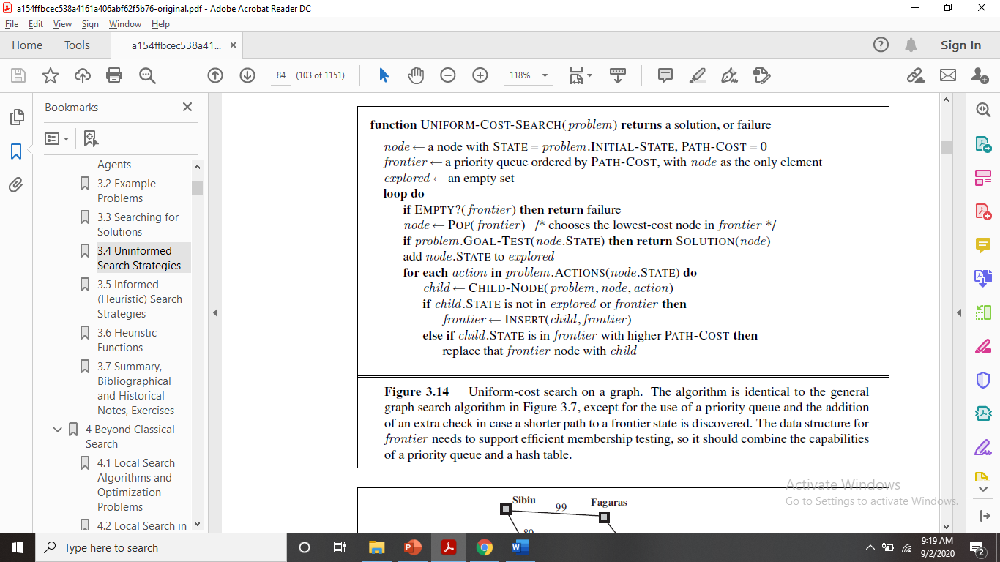 a154ffbcec538a4161a406abf62f5b76-original.pdf - Adobe Acrobat Reader DC
File Edit View Sign Window Help
Home Tools a154ffbcec538a41... × Sign In
84 (103 of 1151) 118%
Bookmarks
Agents
3.2 Example
Problems
3.3 Searching for
Solutions
3.4 Uninformed
Search Strategies
3.5 Informed
(Heuristic) Search
Strategies
3.6 Heuristic
Functions
3.7 Summary,
Bibliographical
and Historical
Notes, Exercises
4 Beyond Classical
Search
4.1 Local Search
Algorithms and
Optimization
Problems
4.2 Local Search in
function UNIFORM-COST-SEARCH(problem) returns a solution, or failure
node ← a node with STATE = problem.INITIAL-STATE, PATH-COST = 0
frontier ← a priority queue ordered by PATH-COST, with node as the only element
explored ← an empty set
loop do
if EMPTY?(frontier) then return failure
node ← POP(frontier) /* chooses the lowest-cost node in frontier */
if problem.GOAL-TEST(node.STATE) then return SOLUTION(node)
add node.STATE to explored
for each action in problem.ACTIONS(node.STATE) do
child ← CHILD-NODE(problem, node, action)
if child.STATE is not in explored or frontier then
frontier ← INSERT(child, frontier)
else if child.STATE is in frontier with higher PATH-COST then
replace that frontier node with child
Figure 3.14 Uniform-cost search on a graph. The algorithm is identical to the general
graph search algorithm in Figure 3.7, except for the use of a priority queue and the addition
of an extra check in case a shorter path to a frontier state is discovered. The data structure for
frontier needs to support efficient membership testing, so it should combine the capabilities
of a priority queue and a hash table.
Sibiu 99 Fagaras
80
Activate Windows
Go to Settings to activate Windows.
Type here to search
9:19 AM
9/2/2020
2